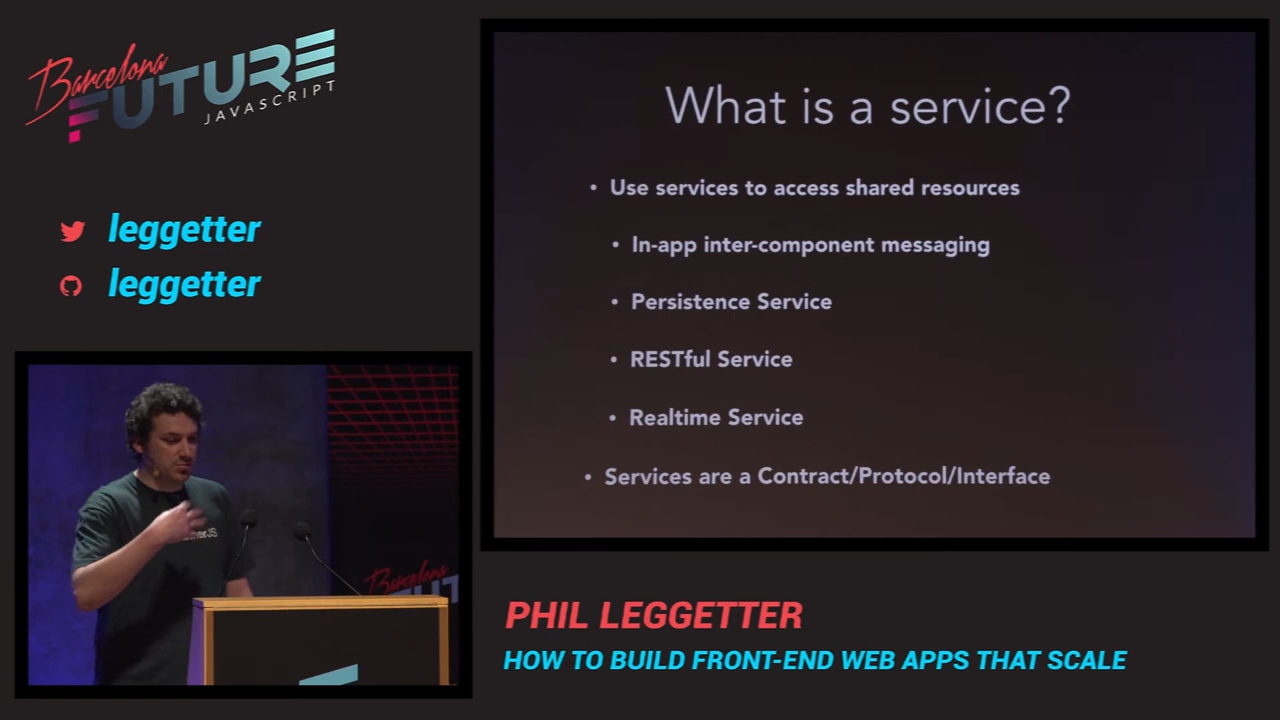 Barcelona
FUTURE
JAVASCRIPT
leggetter
leggetter
What is a service?
• Use services to access shared resources
• In-app inter-component messaging
• Persistence Service
• RESTful Service
• Realtime Service
• Services are a Contract/Protocol/Interface
Barcelona
PHIL LEGGETTER
HOW TO BUILD FRONT-END WEB APPS THAT SCALE